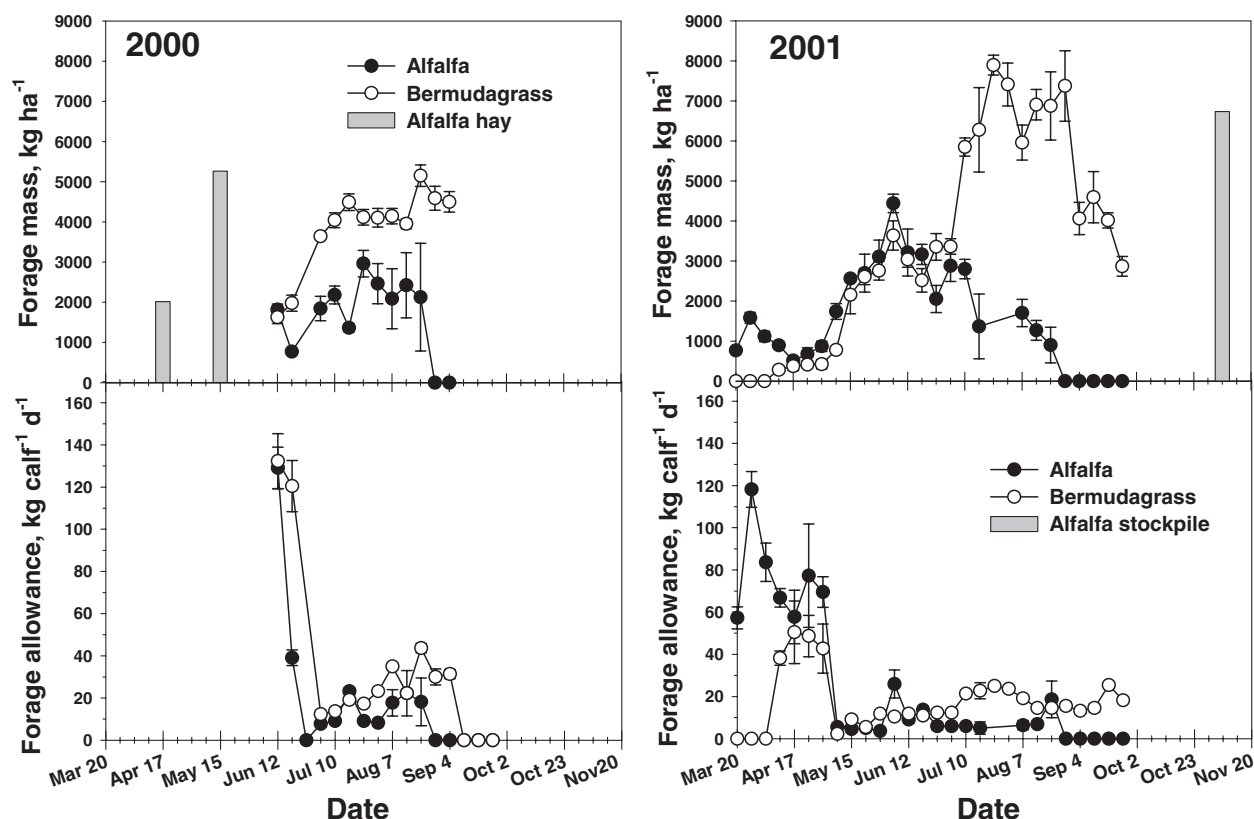 2000
Alfalfa
Bermudagrass
Alfalfa hay
Forage mass, kg ha-1
9000
8000
7000
6000
5000
4000
3000
2000
1000
0
2001
Forage mass, kg ha-1
9000
8000
7000
6000
5000
4000
3000
2000
1000
0
Forage allowance, kg calf-1 d-1
160
140
120
100
80
60
40
20
0
Mar 20 Apr 17 May 15 Jun 12 Jul 10 Aug 7 Sep 4 Oct 2 Oct 23 Nov20
Date
Alfalfa
Bermudagrass
Alfalfa stockpile
Forage allowance, kg calf-1 d-1
160
140
120
100
80
60
40
20
0
Mar 20 Apr 17 May 15 Jun 12 Jul 10 Aug 7 Sep 4 Oct 2 Oct 23 Nov 20
Date